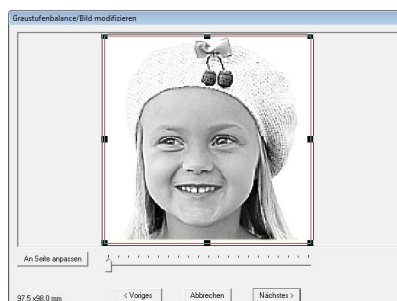 Graustufenbalance/Bild modifizieren
An Seite anpassen
97.5 x98.0 mm
< Voriges
Abbrechen
Nächstes >